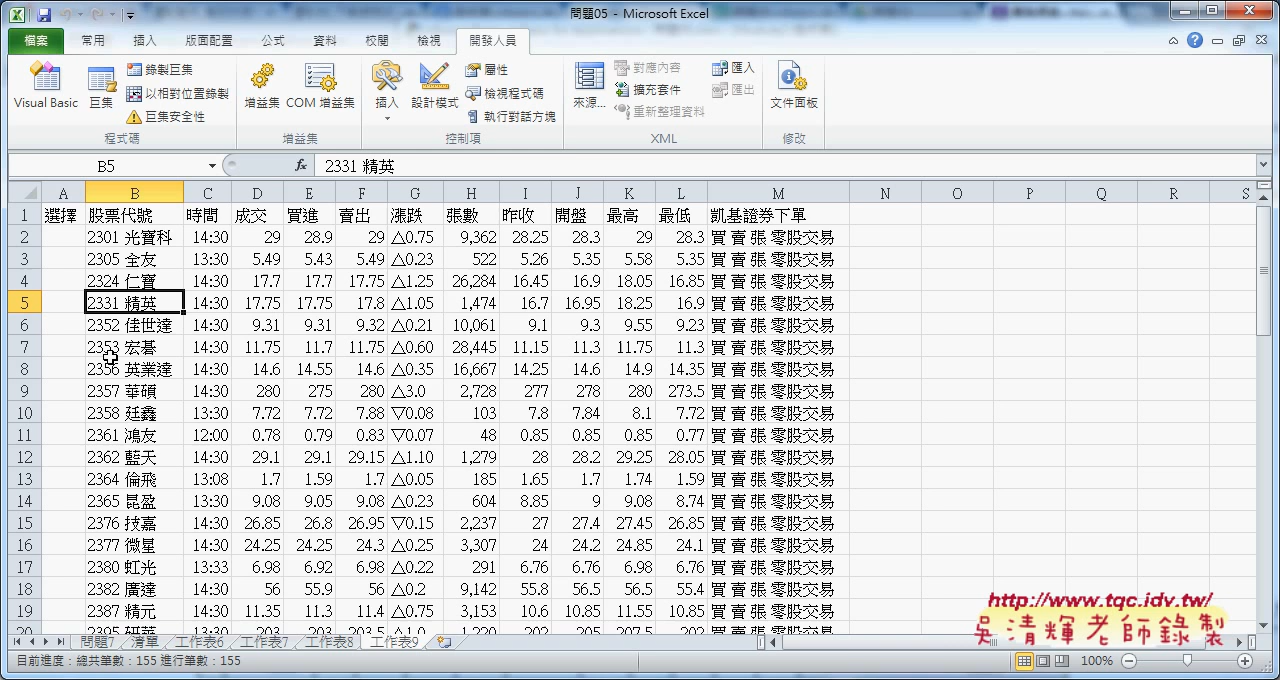 問題05 - Microsoft Excel
檔案 常用 插入 版面配置 公式 資料 校閱 檢視 開發人員
Visual Basic 巨集 錄製巨集 以相對位置錄製 巨集安全性 增益集 COM 增益集 插入 設計模式 屬性 檢視程式碼 執行對話方塊 來源... 對應內容 擴充套件 重新整理資料 匯入 匯出 文件面板
程式碼 增益集 控制項 XML 修改
B5 fx 2331 精英
A B C D E F G H I J K L M N O P Q R S
1 選擇 股票代號 時間 成交 買進 賣出 漲跌 張數 昨收 開盤 最高 最低 凱基證券下單
2 2301 光寶科 14:30 29 28.9 29 △0.75 9,362 28.25 28.3 29 28.3 買 賣 張 零股交易
3 2305 全友 13:30 5.49 5.43 5.49 △0.23 522 5.26 5.35 5.58 5.35 買 賣 張 零股交易
4 2324 仁寶 14:30 17.7 17.7 17.75 △1.25 26,284 16.45 16.9 18.05 16.85 買 賣 張 零股交易
5 2331 精英 14:30 17.75 17.75 17.8 △1.05 1,474 16.7 16.95 18.25 16.9 買 賣 張 零股交易
6 2352 佳世達 14:30 9.31 9.31 9.32 △0.21 10,061 9.1 9.3 9.55 9.23 買 賣 張 零股交易
7 2353 宏碁 14:30 11.75 11.7 11.75 △0.60 28,445 11.15 11.3 11.75 11.3 買 賣 張 零股交易
8 2356 英業達 14:30 14.6 14.55 14.6 △0.35 16,667 14.25 14.6 14.9 14.35 買 賣 張 零股交易
9 2357 華碩 14:30 280 275 280 △3.0 2,728 277 278 280 273.5 買 賣 張 零股交易
10 2358 廷鑫 13:30 7.72 7.72 7.88 ▽0.08 103 7.8 7.84 8.1 7.72 買 賣 張 零股交易
11 2361 鴻友 12:00 0.78 0.79 0.83 ▽0.07 48 0.85 0.85 0.85 0.77 買 賣 張 零股交易
12 2362 藍天 14:30 29.1 29.1 29.15 △1.10 1,279 28 28.2 29.25 28.05 買 賣 張 零股交易
13 2364 倫飛 13:08 1.7 1.59 1.7 △0.05 185 1.65 1.7 1.74 1.59 買 賣 張 零股交易
14 2365 昆盈 13:30 9.08 9.05 9.08 △0.23 604 8.85 9 9.08 8.74 買 賣 張 零股交易
15 2376 技嘉 14:30 26.85 26.8 26.95 ▽0.15 2,237 27 27.4 27.45 26.85 買 賣 張 零股交易
16 2377 微星 14:30 24.25 24.25 24.3 △0.25 3,307 24 24.2 24.85 24.1 買 賣 張 零股交易
17 2380 虹光 13:33 6.98 6.92 6.98 △0.22 291 6.76 6.76 6.98 6.76 買 賣 張 零股交易
18 2382 廣達 14:30 56 55.9 56 △0.2 9,142 55.8 56.5 56.5 55.4 買 賣 張 零股交易
19 2387 精元 14:30 11.35 11.3 11.4 △0.75 3,159 10.6 10.85 11.55 10.85 買 賣 張 零股交易
http://www.tqc.idv.tw/
吳清輝老師錄製
問題7 清單 工作表6 工作表7 工作表8 工作表9
目前進度：總共筆數：155 進行筆數：155 100%